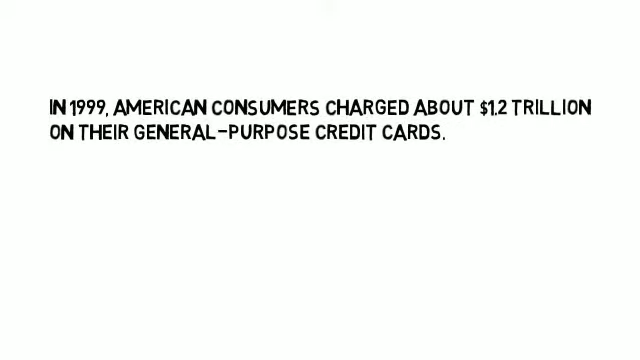 IN 1999, AMERICAN CONSUMERS CHARGED ABOUT $1.2 TRILLION
ON THEIR GENERAL-PURPOSE CREDIT CARDS.